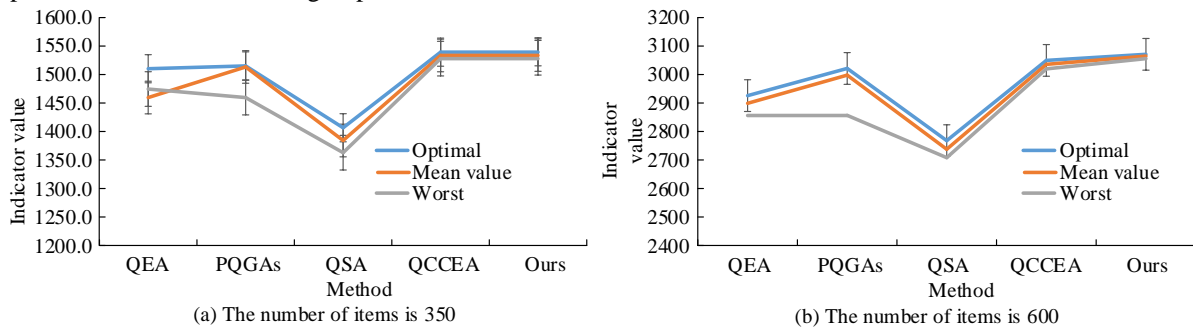 1600.0
1500.0
1400.0
1450.0
1350.0
1300.0
1250.0
1200.0
Indicator value
Optimal
Mean value
Worst
QEA PQGAs QSA QCCEA Ours
Method
(a) The number of items is 350
3200
3100
3000
2900
2800
2700
2600
2500
2400
Indicator
value
Optimal
Mean value
Worst
QEA PQGAs QSA QCCEA Ours
Method
(b) The number of items is 600